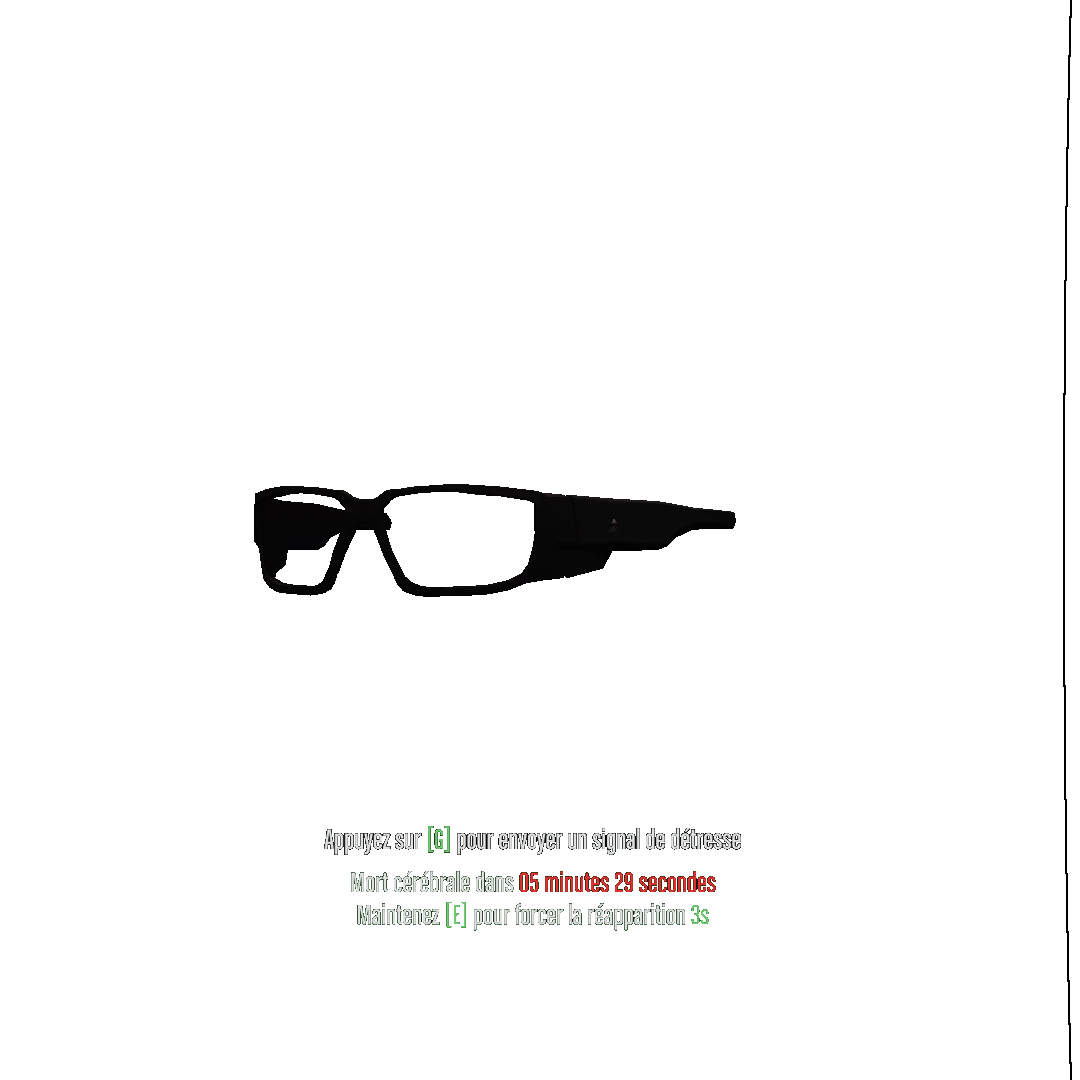 Appuyez sur [G] pour envoyer un signal de détresse
Mort cérébrale dans 05 minutes 29 secondes
Maintenez [E] pour forcer la réapparition 3s